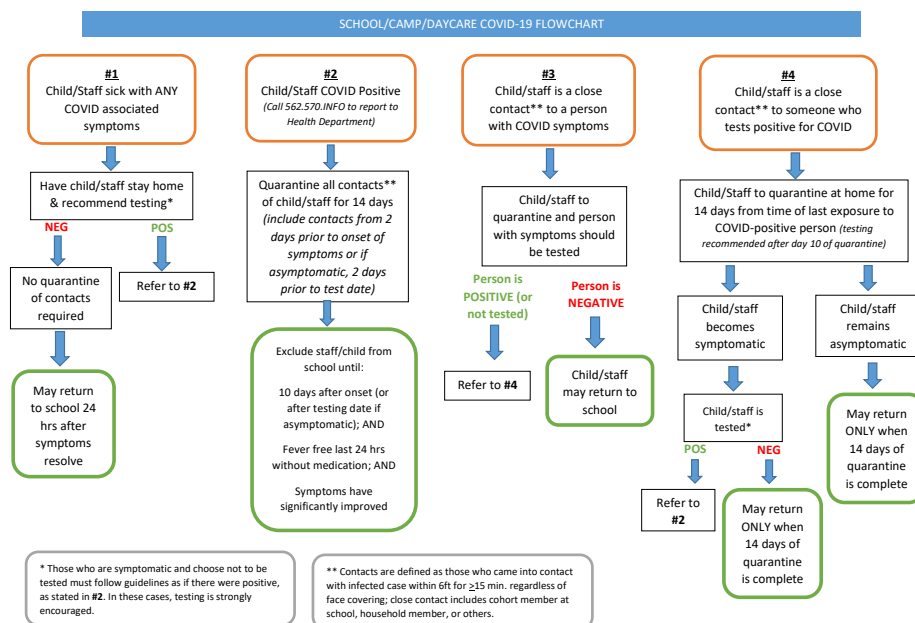 SCHOOL/CAMP/DAYCARE COVID-19 FLOWCHART
#1
Child/Staff sick with ANY
COVID associated
symptoms
Have child/staff stay home
& recommend testing*
NEG
POS
No quarantine
of contacts
required
Refer to #2
May return
to school 24
hrs after
symptoms
resolve
#2
Child/Staff COVID Positive
(Call 562.570.INFO to report to
Health Department)
Quarantine all contacts**
of child/staff for 14 days
(include contacts from 2
days prior to onset of
symptoms or if
asymptomatic, 2 days
prior to test date)
Exclude staff/child from
school until:
10 days after onset (or
after testing date if
asymptomatic); AND
Fever free last 24 hrs
without medication; AND
Symptoms have
significantly improved
#3
Child/staff is a close
contact** to a person
with COVID symptoms
Child/staff to
quarantine and person
with symptoms should
be tested
Person is
POSITIVE (or
not tested)
Person is
NEGATIVE
Refer to #4
Child/staff
may return to
school
#4
Child/staff is a close
contact** to someone who
tests positive for COVID
Child/Staff to quarantine at home for
14 days from time of last exposure to
COVID-positive person (testing
recommended after day 10 of quarantine)
Child/staff
becomes
symptomatic
Child/staff
remains
asymptomatic
Child/staff is
tested*
POS
NEG
Refer to
#2
May return
ONLY when
14 days of
quarantine
is complete
May return
ONLY when
14 days of
quarantine
is complete
* Those who are symptomatic and choose not to be
tested must follow guidelines as if there were positive,
as stated in #2. In these cases, testing is strongly
encouraged.
** Contacts are defined as those who came into contact
with infected case within 6ft for ≥15 min. regardless of
face covering; close contact includes cohort member at
school, household member, or others.